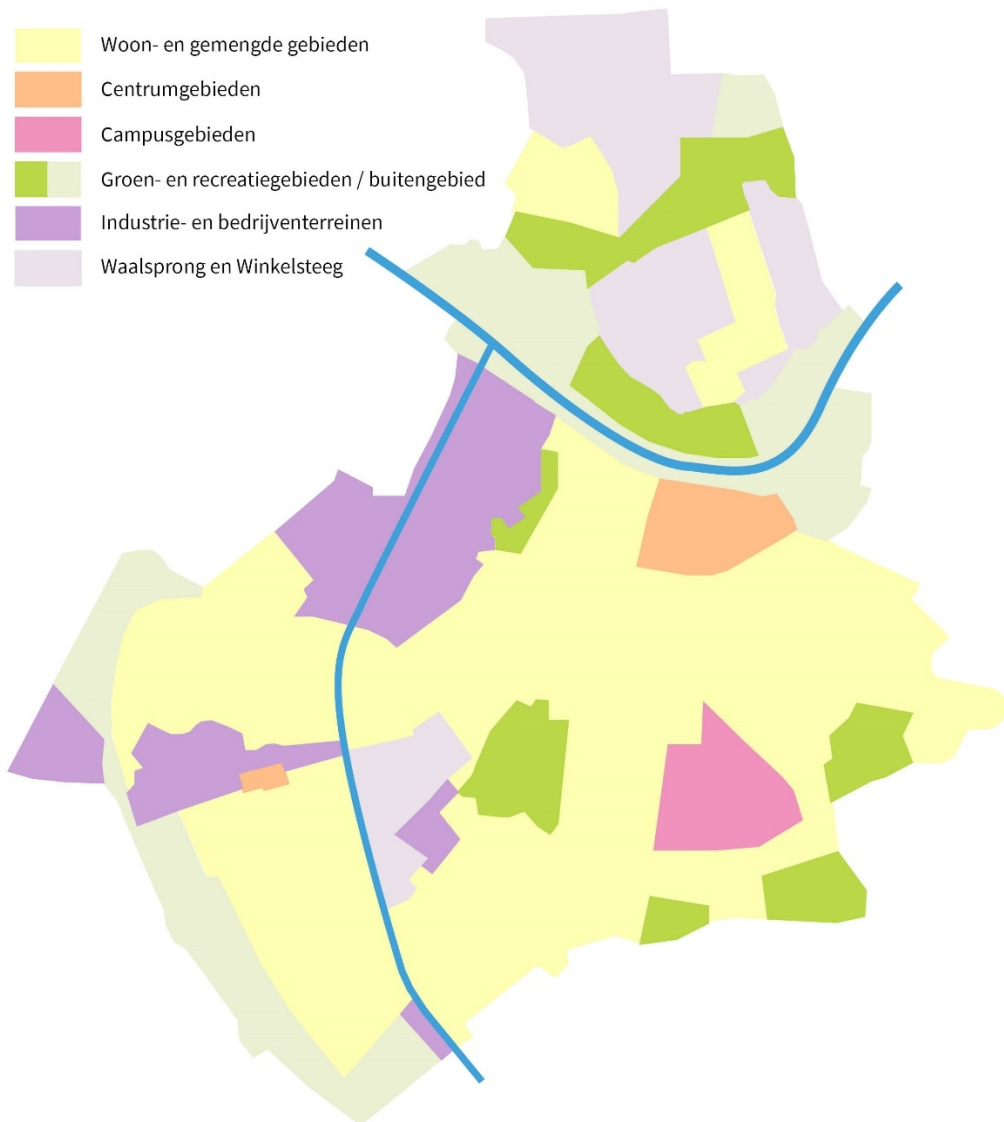 Woon- en gemengde gebieden
Centrumgebieden
Campusgebieden
Groen- en recreatiegebieden / buitengebied
Industrie- en bedrijventerreinen
Waalsprong en Winkelsteeg